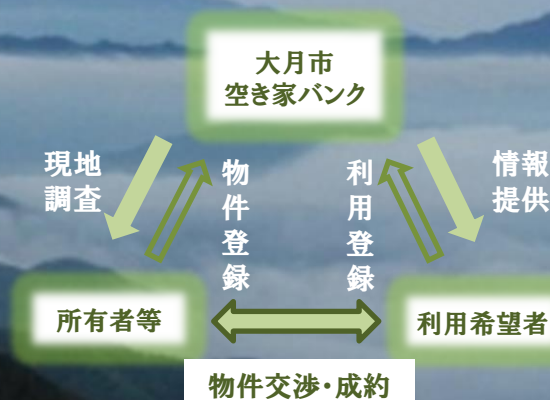 大月市
空き家バンク
現地
調査
物件登録
利用登録
情報
提供
所有者等
利用希望者
物件交渉・成約